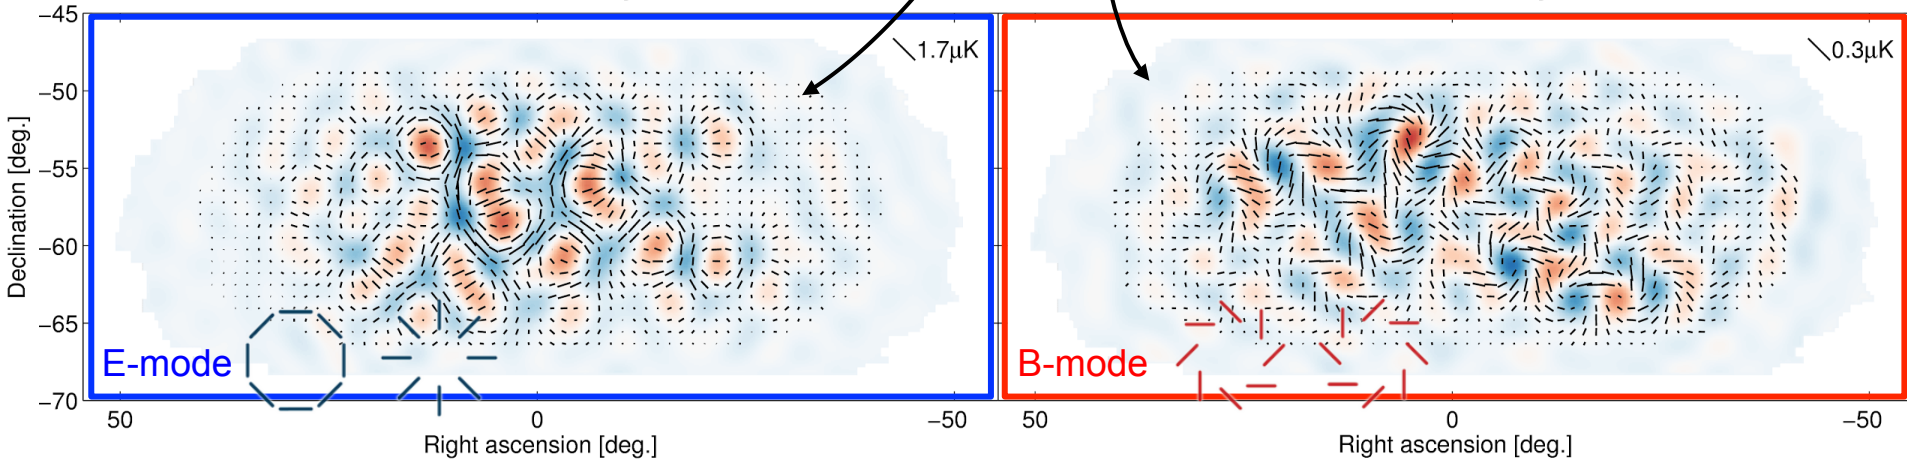 −45
−50
−55
−60
−65
−70
Declination [deg.]
1.7μK
E-mode
50
0
−50
Right ascension [deg.]
0.3μK
B-mode
50
0
−50
Right ascension [deg.]